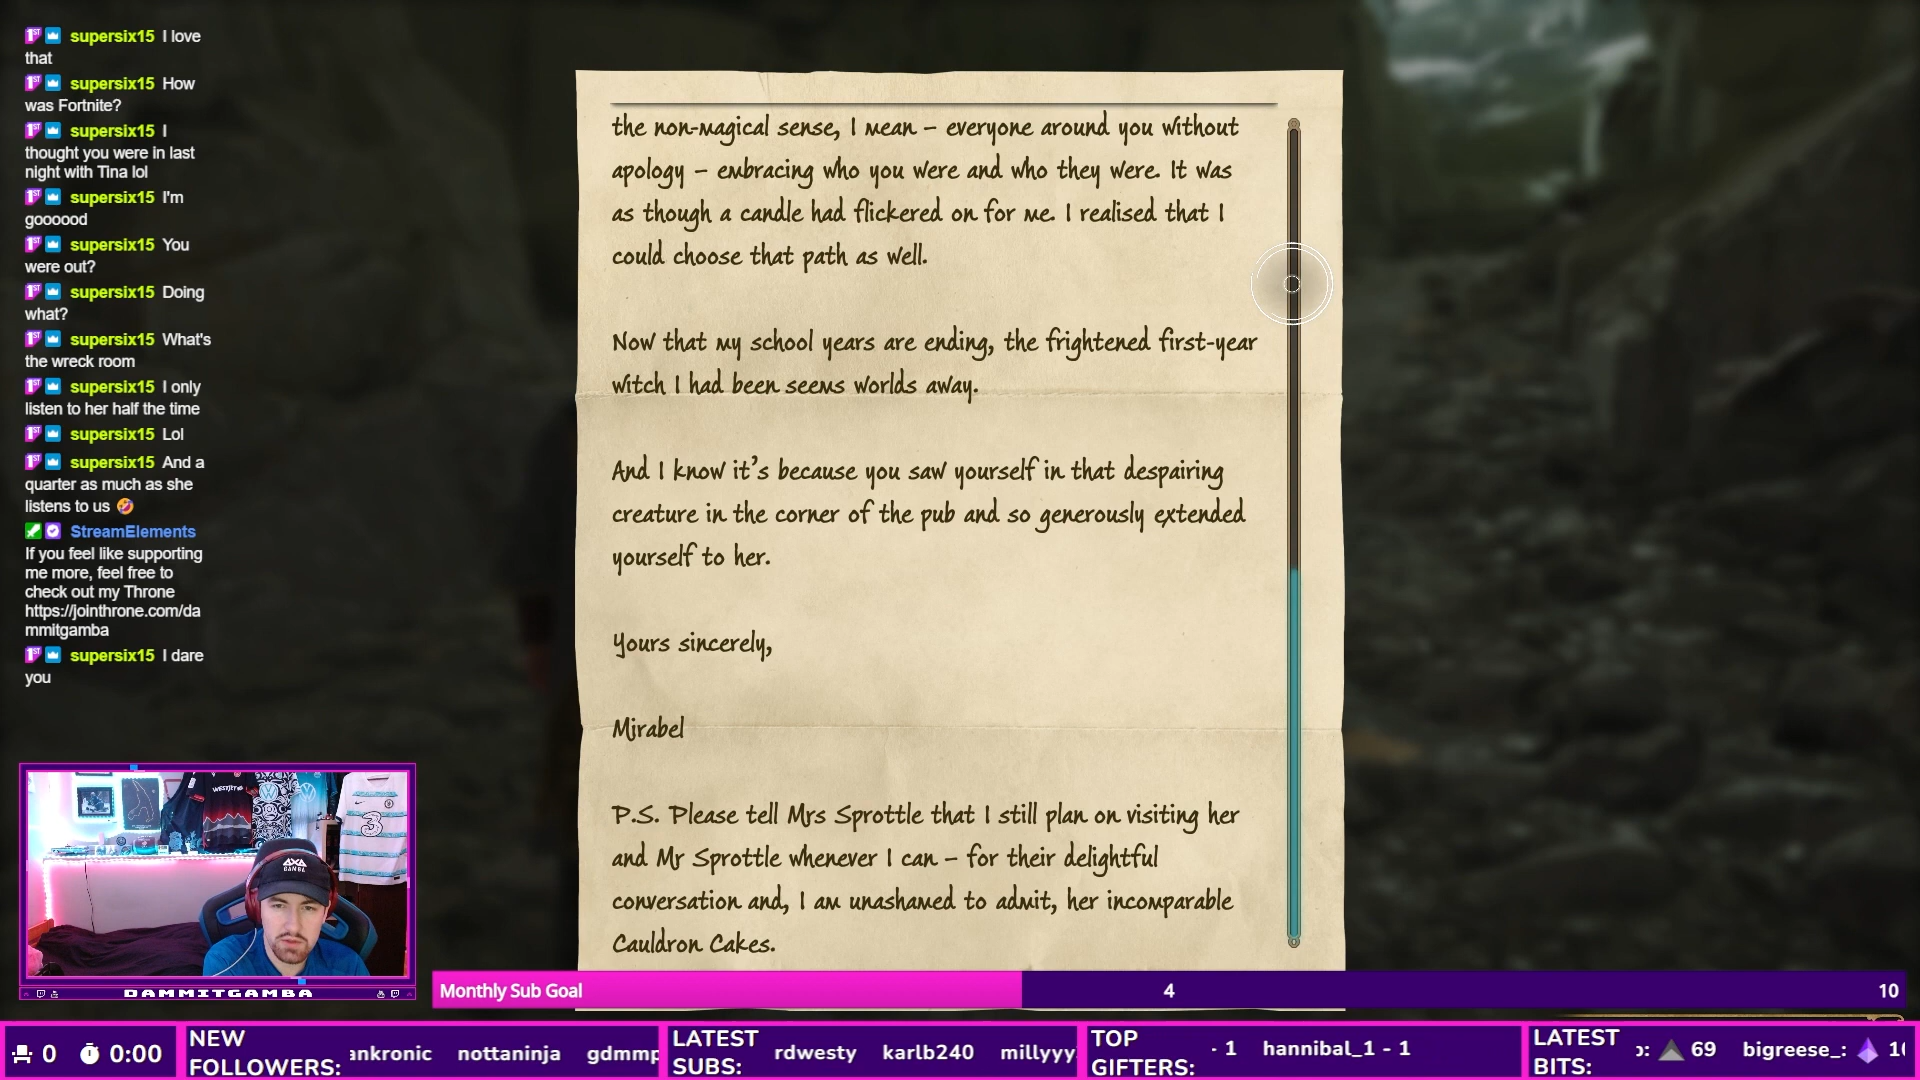 supersix15 I love
that
supersix15 How
was Fortnite?
supersix15 I
thought you were in last
night with Tina lol
supersix15 I'm
goooood
supersix15 You
were out?
supersix15 Doing
what?
supersix15 What's
the wreck room
supersix15 I only
listen to her half the time
supersix15 Lol
supersix15 And a
quarter as much as she
listens to us 🤣
StreamElements
If you feel like supporting
me more, feel free to
check out my Throne
https://jointhrone.com/da
mmitgamba
supersix15 I dare
you
the non-magical sense, I mean – everyone around you without
apology – embracing who you were and who they were. It was
as though a candle had flickered on for me. I realised that I
could choose that path as well.
Now that my school years are ending, the frightened first-year
witch I had been seems worlds away.
And I know it's because you saw yourself in that despairing
creature in the corner of the pub and so generously extended
yourself to her.
Yours sincerely,
Mirabel
P.S. Please tell Mrs Sprottle that I still plan on visiting her
and Mr Sprottle whenever I can – for their delightful
conversation and, I am unashamed to admit, her incomparable
Cauldron Cakes.
DAMMITGAMBA
Monthly Sub Goal 4 10
0 0:00
NEW
FOLLOWERS: ankronic nottaninja gdmmp
LATEST
SUBS: rdwesty karlb240 millyyy
TOP
GIFTERS: - 1 hannibal_1 - 1
LATEST
BITS: 69 bigreese_: